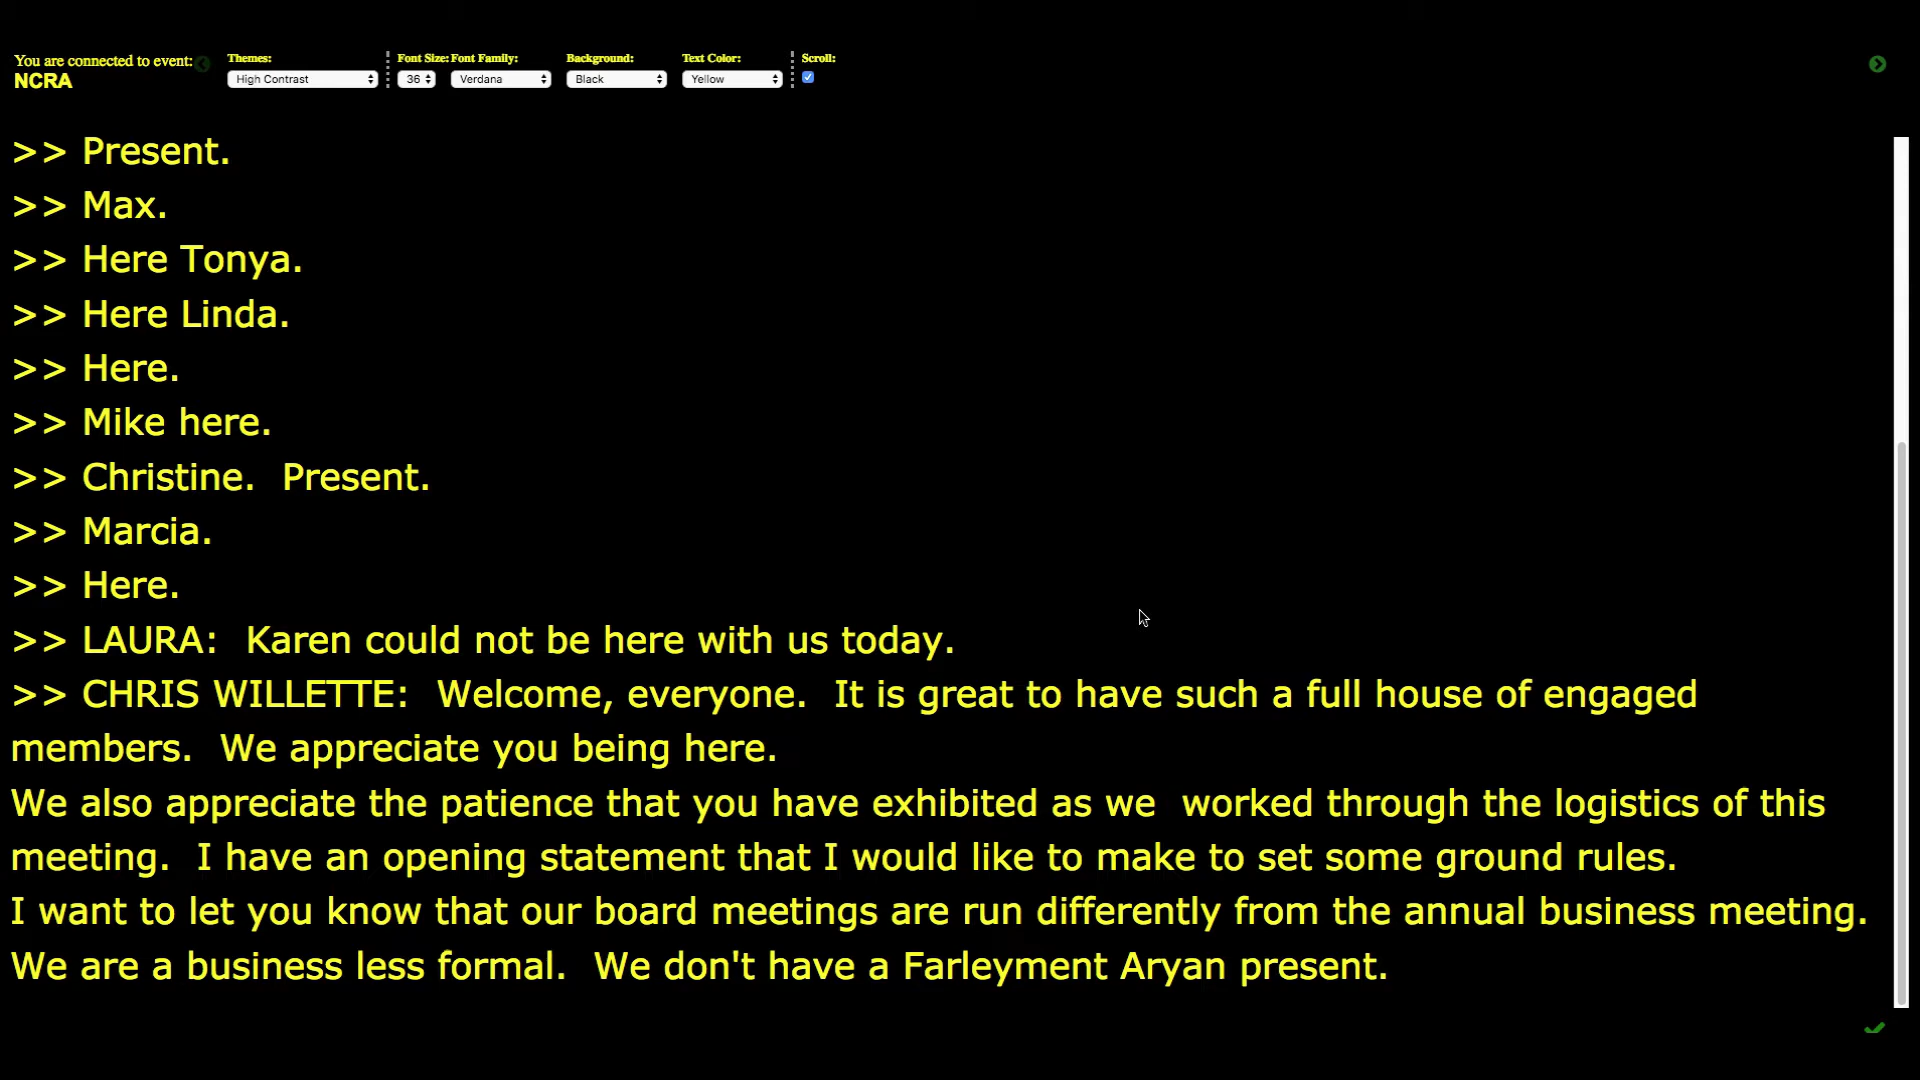 You are connected to event:
NCRA
Themes:
High Contrast
Font Size:
36
Font Family:
Verdana
Background:
Black
Text Color:
Yellow
Scroll:
>> Present.
>> Max.
>> Here Tonya.
>> Here Linda.
>> Here.
>> Mike here.
>> Christine.  Present.
>> Marcia.
>> Here.
>> LAURA:  Karen could not be here with us today.
>> CHRIS WILLETTE:  Welcome, everyone.  It is great to have such a full house of engaged
members.  We appreciate you being here.
We also appreciate the patience that you have exhibited as we  worked through the logistics of this
meeting.  I have an opening statement that I would like to make to set some ground rules.
I want to let you know that our board meetings are run differently from the annual business meeting.
We are a business less formal.  We don't have a Farleyment Aryan present.